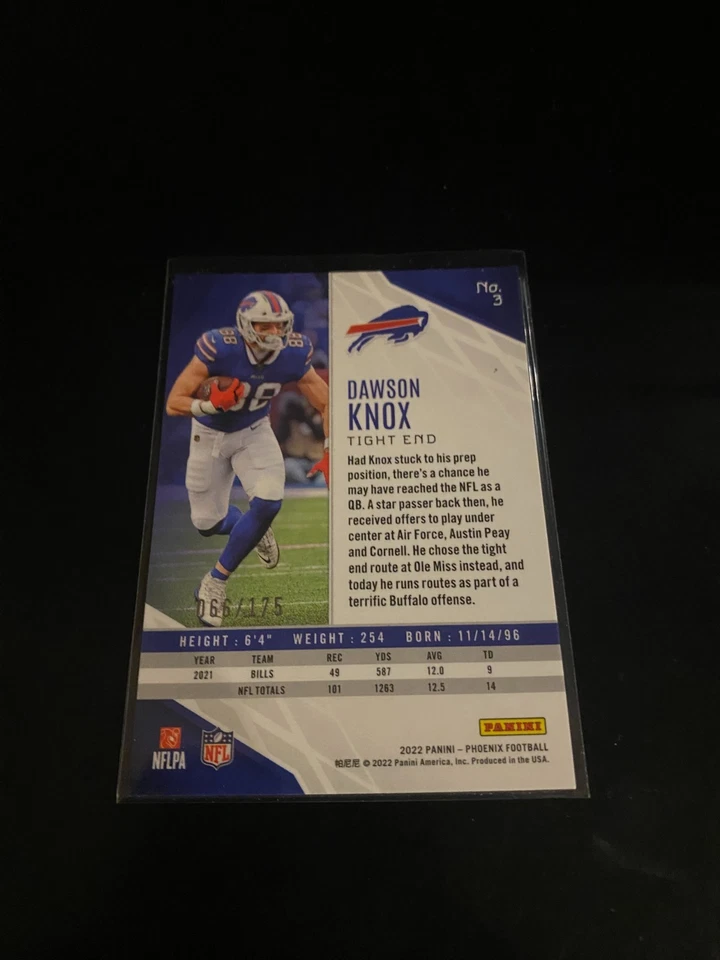 No.
3
88
88
DAWSON
KNOX
TIGHT END
Had Knox stuck to his prep
position, there's a chance he
may have reached the NFL as a
QB. A star passer back then, he
received offers to play under
center at Air Force, Austin Peay
and Cornell. He chose the tight
end route at Ole Miss instead, and
today he runs routes as part of a
terrific Buffalo offense.
066/175
HEIGHT : 6'4" WEIGHT : 254 BORN : 11/14/96
YEAR TEAM REC YDS AVG TD
2021 BILLS 49 587 12.0 9
NFL TOTALS 101 1263 12.5 14
NFLPA
NFL
PANINI
2022 PANINI – PHOENIX FOOTBALL
帕尼尼 © 2022 Panini America, Inc. Produced in the USA.